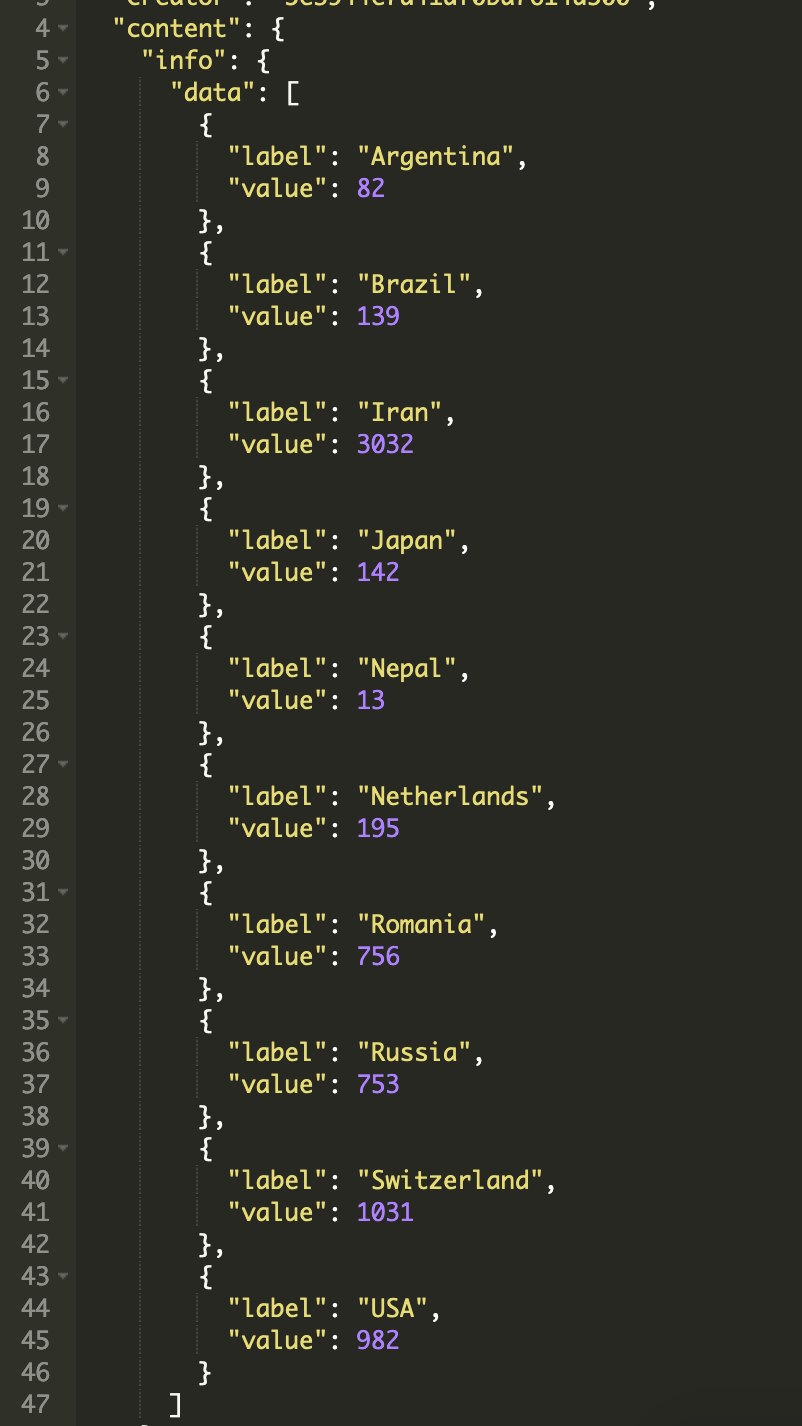 4 "content": {
5 "info": {
6 "data": [
7 {
8 "label": "Argentina",
9 "value": 82
10 },
11 {
12 "label": "Brazil",
13 "value": 139
14 },
15 {
16 "label": "Iran",
17 "value": 3032
18 },
19 {
20 "label": "Japan",
21 "value": 142
22 },
23 {
24 "label": "Nepal",
25 "value": 13
26 },
27 {
28 "label": "Netherlands",
29 "value": 195
30 },
31 {
32 "label": "Romania",
33 "value": 756
34 },
35 {
36 "label": "Russia",
37 "value": 753
38 },
39 {
40 "label": "Switzerland",
41 "value": 1031
42 },
43 {
44 "label": "USA",
45 "value": 982
46 }
47 ]